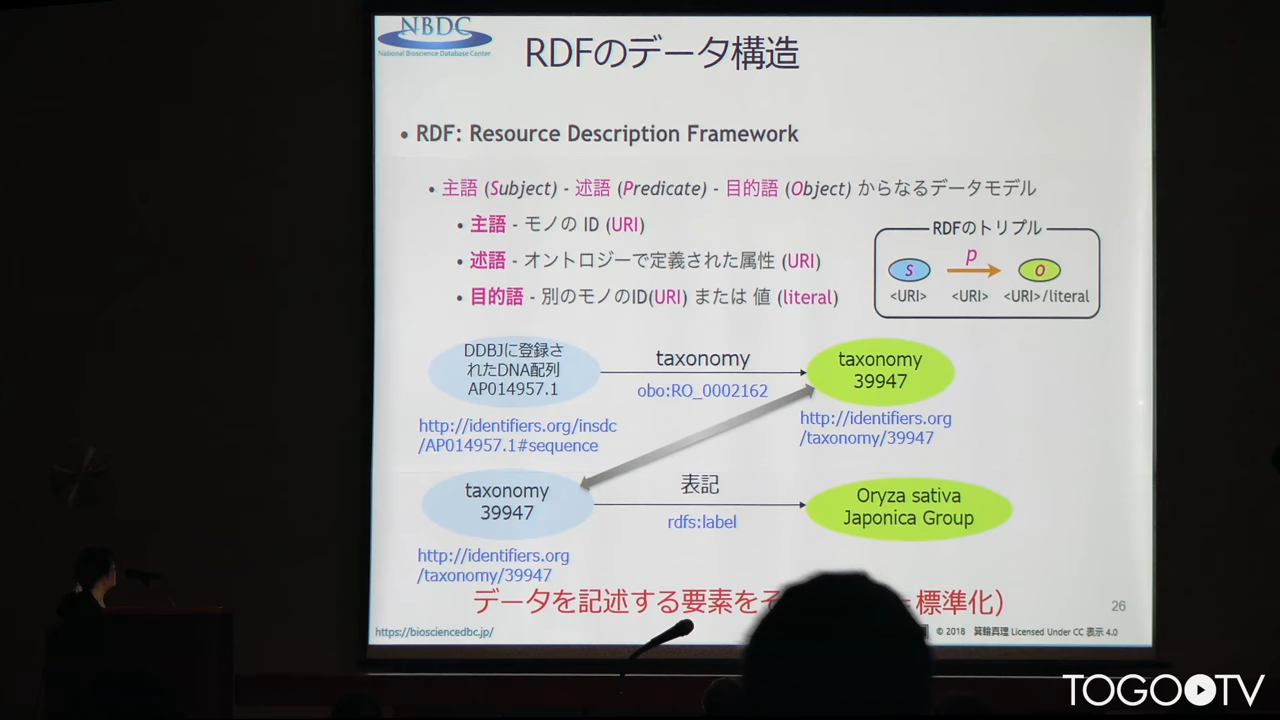 NBDC
National Bioscience Database Center
RDFのデータ構造
• RDF: Resource Description Framework
• 主語 (Subject) - 述語 (Predicate) - 目的語 (Object) からなるデータモデル
• 主語 - モノの ID (URI)
• 述語 - オントロジーで定義された属性 (URI)
• 目的語 - 別のモノのID(URI) または 値 (literal)
RDFのトリプル
S
p
O
<URI>
<URI>
<URI>/literal
DDBJに登録さ
れたDNA配列
AP014957.1
taxonomy
obo:RO_0002162
taxonomy
39947
http://identifiers.org/insdc
/AP014957.1#sequence
http://identifiers.org
/taxonomy/39947
taxonomy
39947
表記
rdfs:label
Oryza sativa
Japonica Group
http://identifiers.org
/taxonomy/39947
データを記述する要素を
標準化）
26
https://biosciencedbc.jp/
© 2018 箕輪真理 Licensed Under CC 表示 4.0
TOGO TV